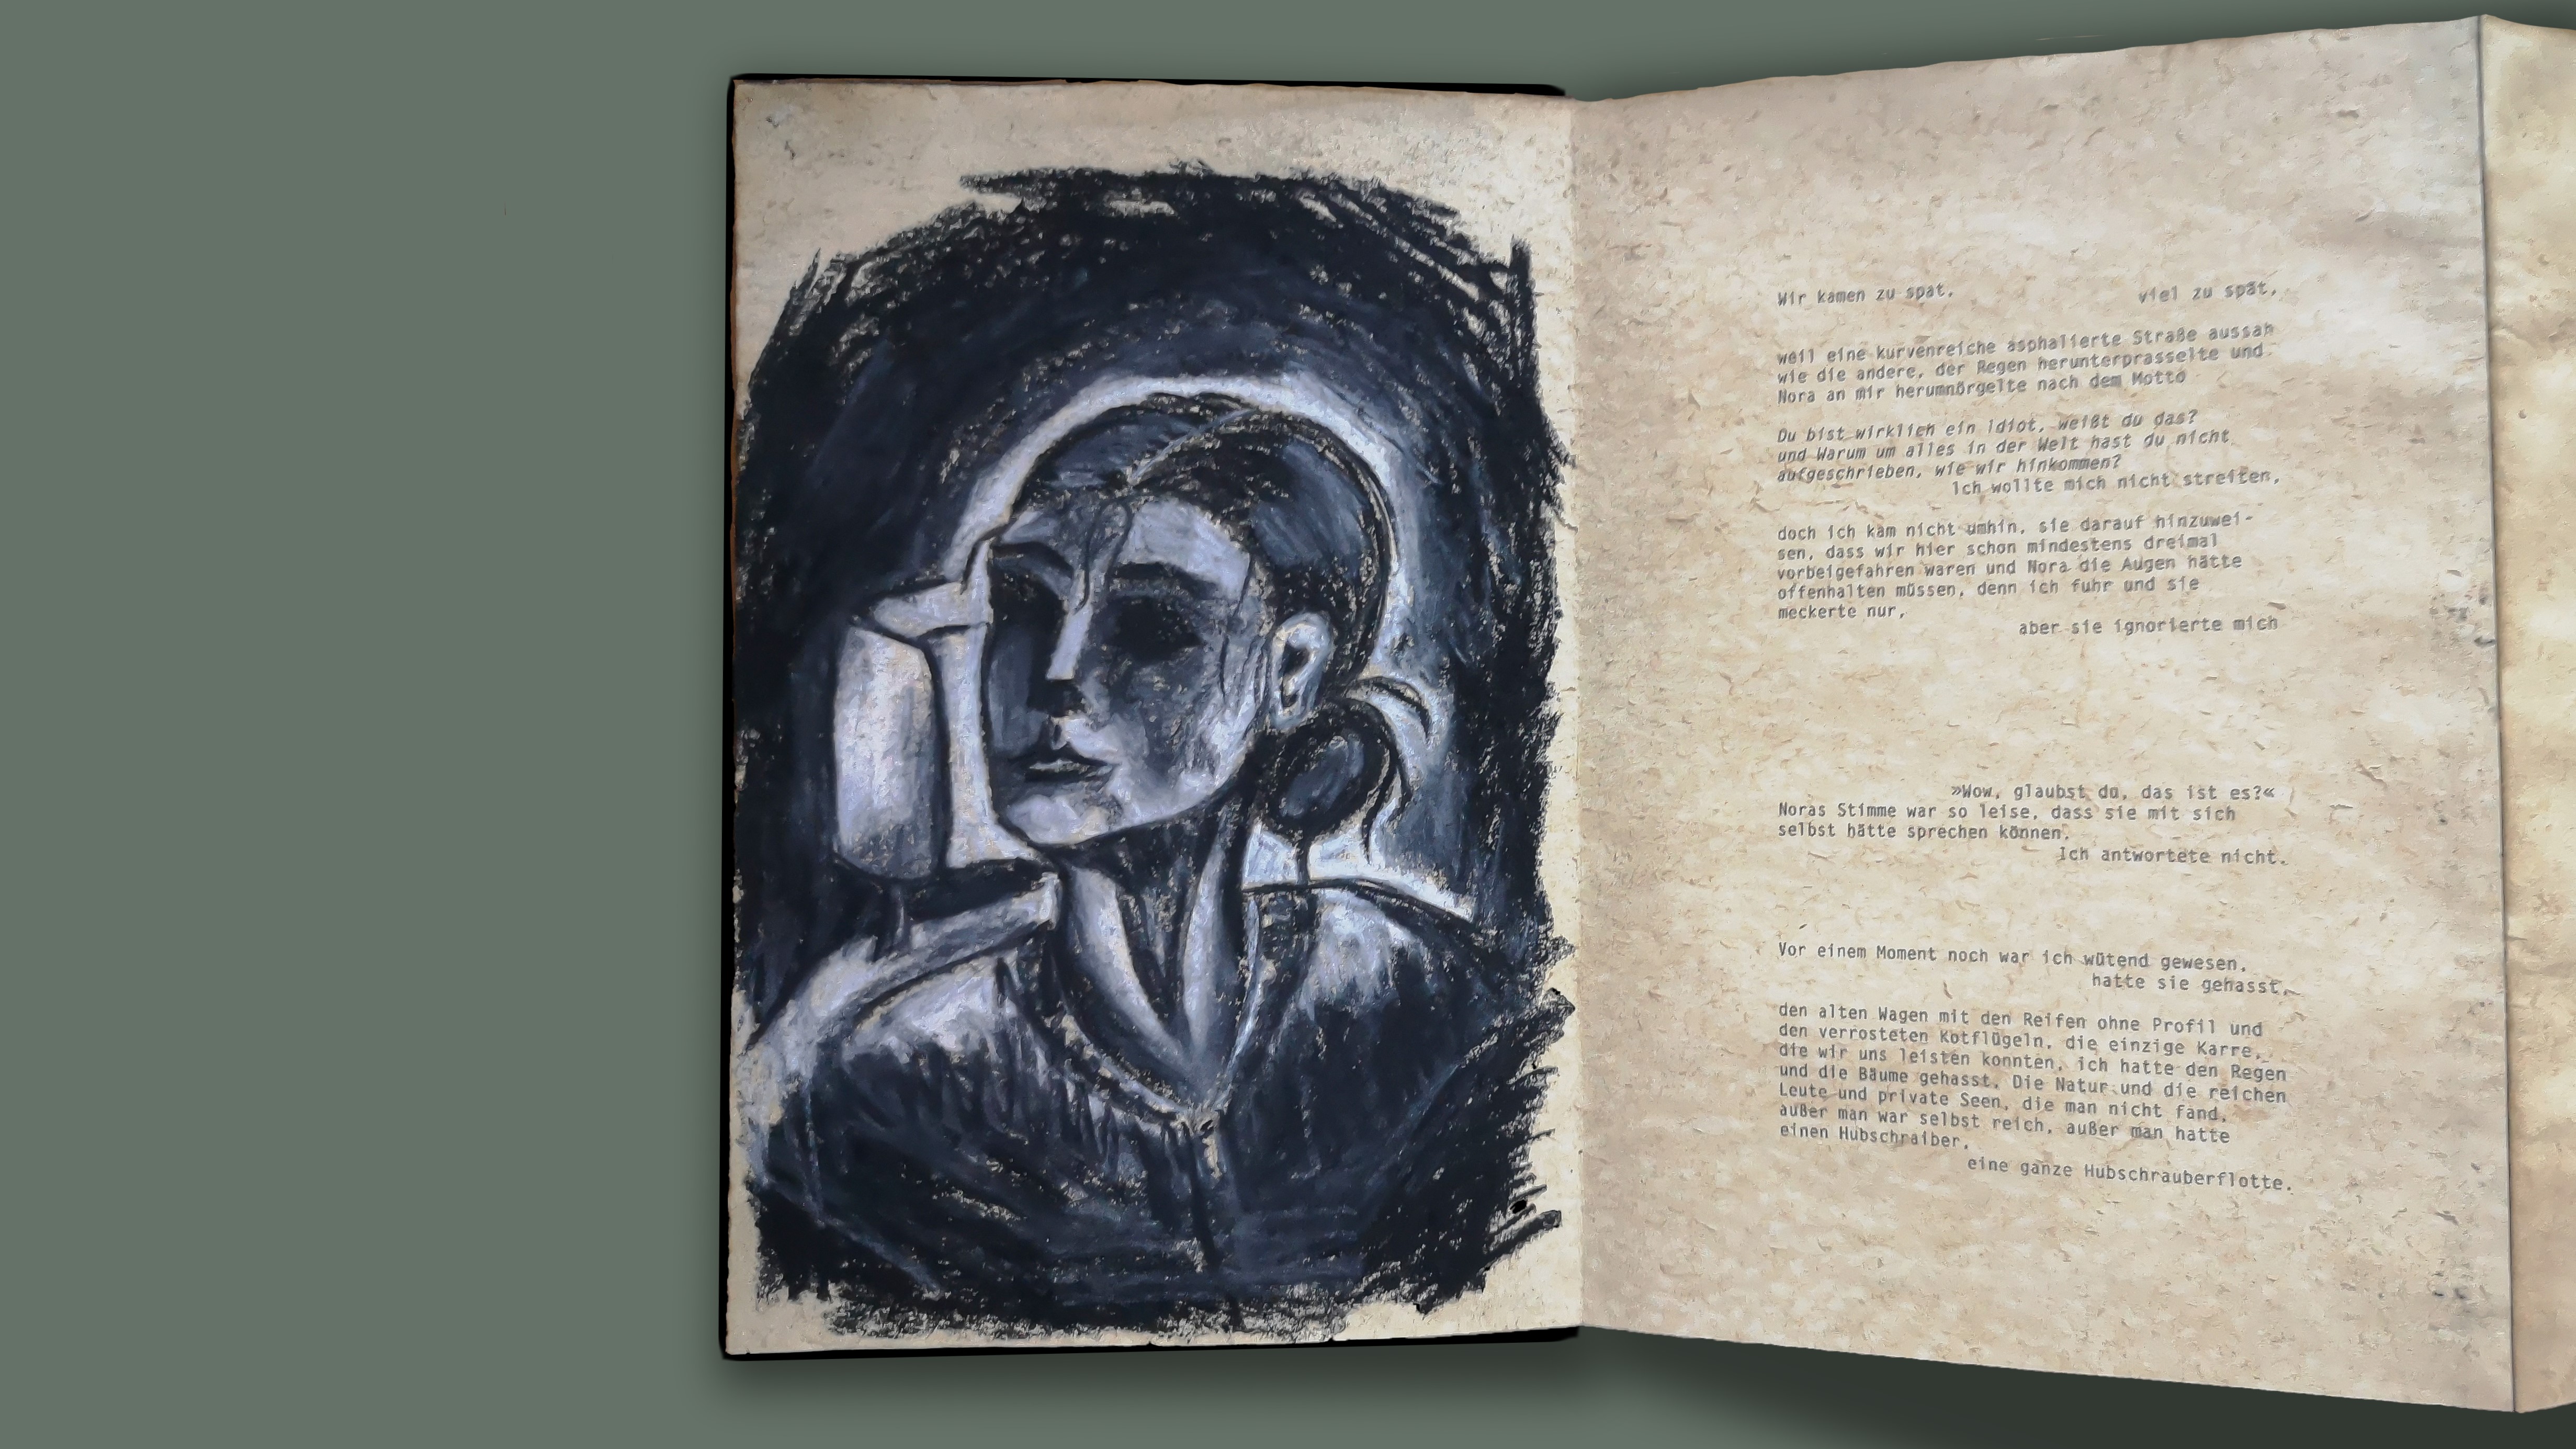 Wir kamen zu spät, viel zu spät,
weil eine kurvenreiche asphalierte Straße aussah
wie die andere, der Regen herunterprasselte und
Nora an mir herumnörgelte nach dem Motto
Du bist wirklich ein Idiot, weißt du das?
und Warum um alles in der Welt hast du nicht
aufgeschrieben, wie wir hinkommen?
Ich wollte mich nicht streiten,
doch ich kam nicht umhin, sie darauf hinzuwei-
sen, dass wir hier schon mindestens dreimal
vorbeigefahren waren und Nora die Augen hätte
offenhalten müssen, denn ich fuhr und sie
meckerte nur,
aber sie ignorierte mich
»Wow, glaubst du, das ist es?«
Noras Stimme war so leise, dass sie mit sich
selbst hätte sprechen können.
Ich antwortete nicht.
Vor einem Moment noch war ich wütend gewesen,
hatte sie gehasst,
den alten Wagen mit den Reifen ohne Profil und
den verrosteten Kotflügeln, die einzige Karre,
die wir uns leisten konnten, ich hatte den Regen
und die Bäume gehasst. Die Natur und die reichen
Leute und private Seen, die man nicht fand,
außer man war selbst reich, außer man hatte
einen Hubschraiber,
eine ganze Hubschrauberflotte.